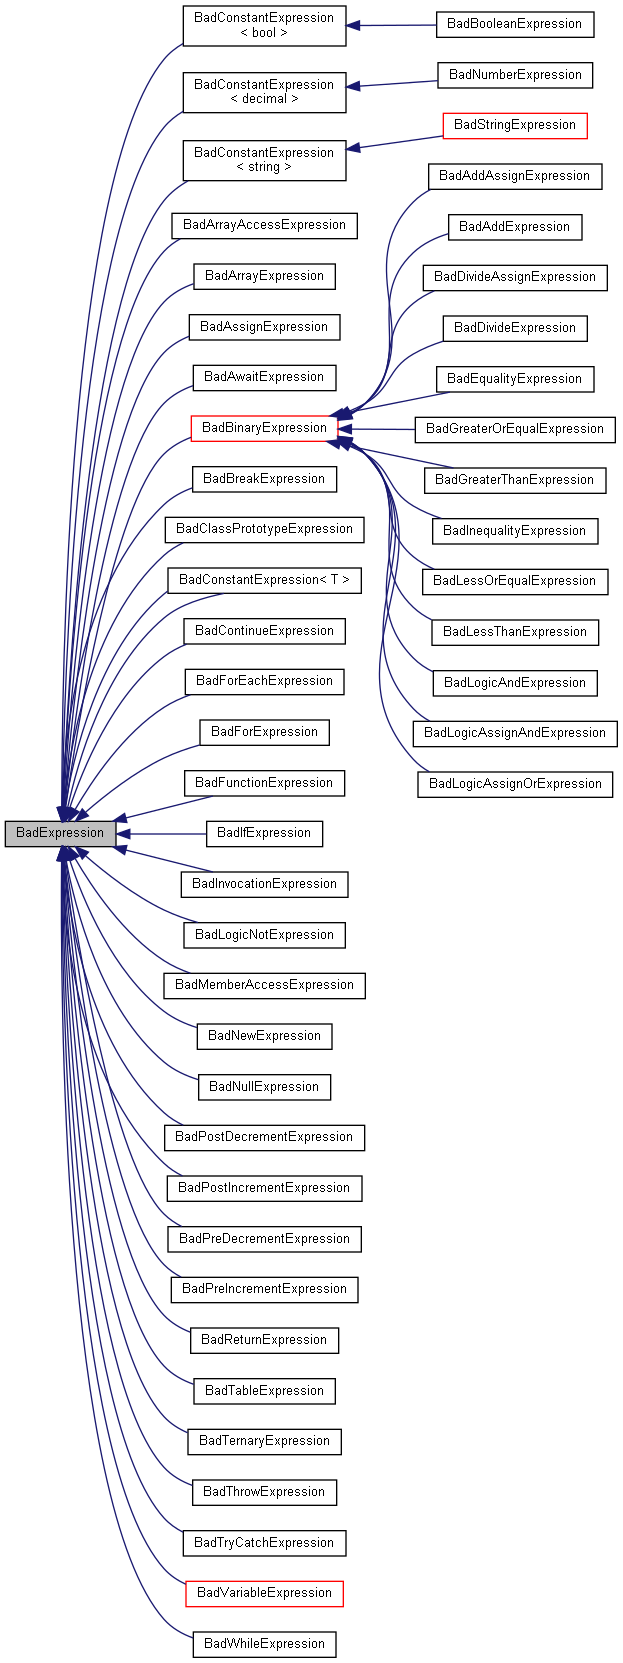 BadConstantExpression
< bool >
BadBooleanExpression
BadConstantExpression
< decimal >
BadNumberExpression
BadConstantExpression
< string >
BadStringExpression
BadArrayAccessExpression
BadArrayExpression
BadAssignExpression
BadAwaitExpression
BadBinaryExpression
BadAddAssignExpression
BadAddExpression
BadDivideAssignExpression
BadDivideExpression
BadEqualityExpression
BadGreaterOrEqualExpression
BadGreaterThanExpression
BadInequalityExpression
BadLessOrEqualExpression
BadLessThanExpression
BadLogicAndExpression
BadLogicAssignAndExpression
BadLogicAssignOrExpression
BadBreakExpression
BadClassPrototypeExpression
BadConstantExpression< T >
BadContinueExpression
BadForEachExpression
BadForExpression
BadFunctionExpression
BadExpression
BadIfExpression
BadInvocationExpression
BadLogicNotExpression
BadMemberAccessExpression
BadNewExpression
BadNullExpression
BadPostDecrementExpression
BadPostIncrementExpression
BadPreDecrementExpression
BadPreIncrementExpression
BadReturnExpression
BadTableExpression
BadTernaryExpression
BadThrowExpression
BadTryCatchExpression
BadVariableExpression
BadWhileExpression